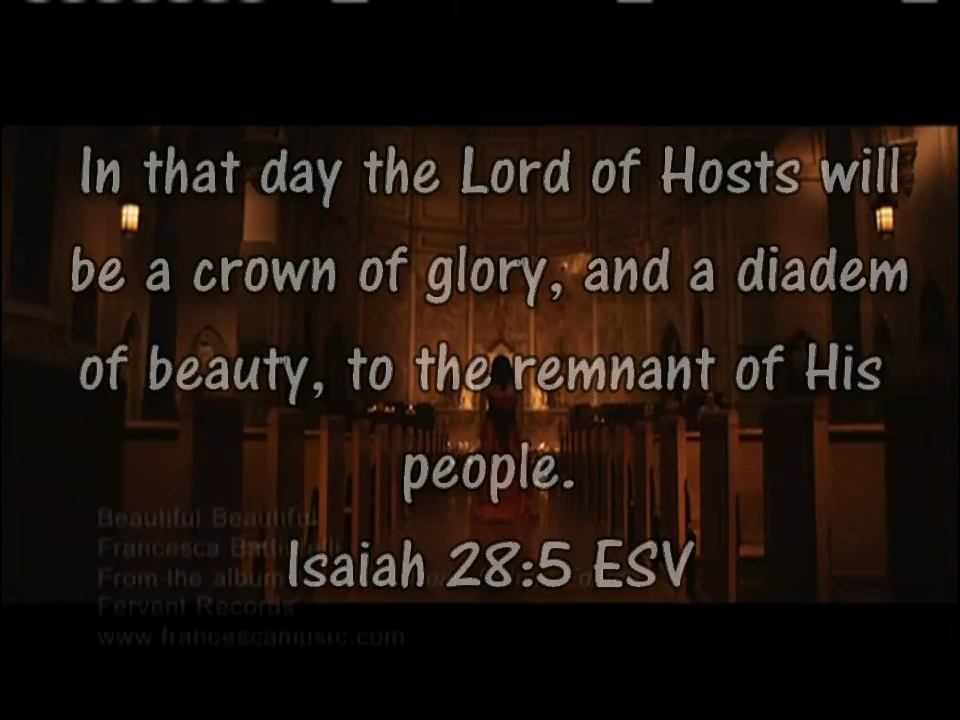 In that day the Lord of Hosts will
be a crown of glory, and a diadem
of beauty, to the remnant of His
people.
Isaiah 28:5 ESV
Beautiful Beautiful
Francesca
From the album
Fervent Records
www.francescamusic.com